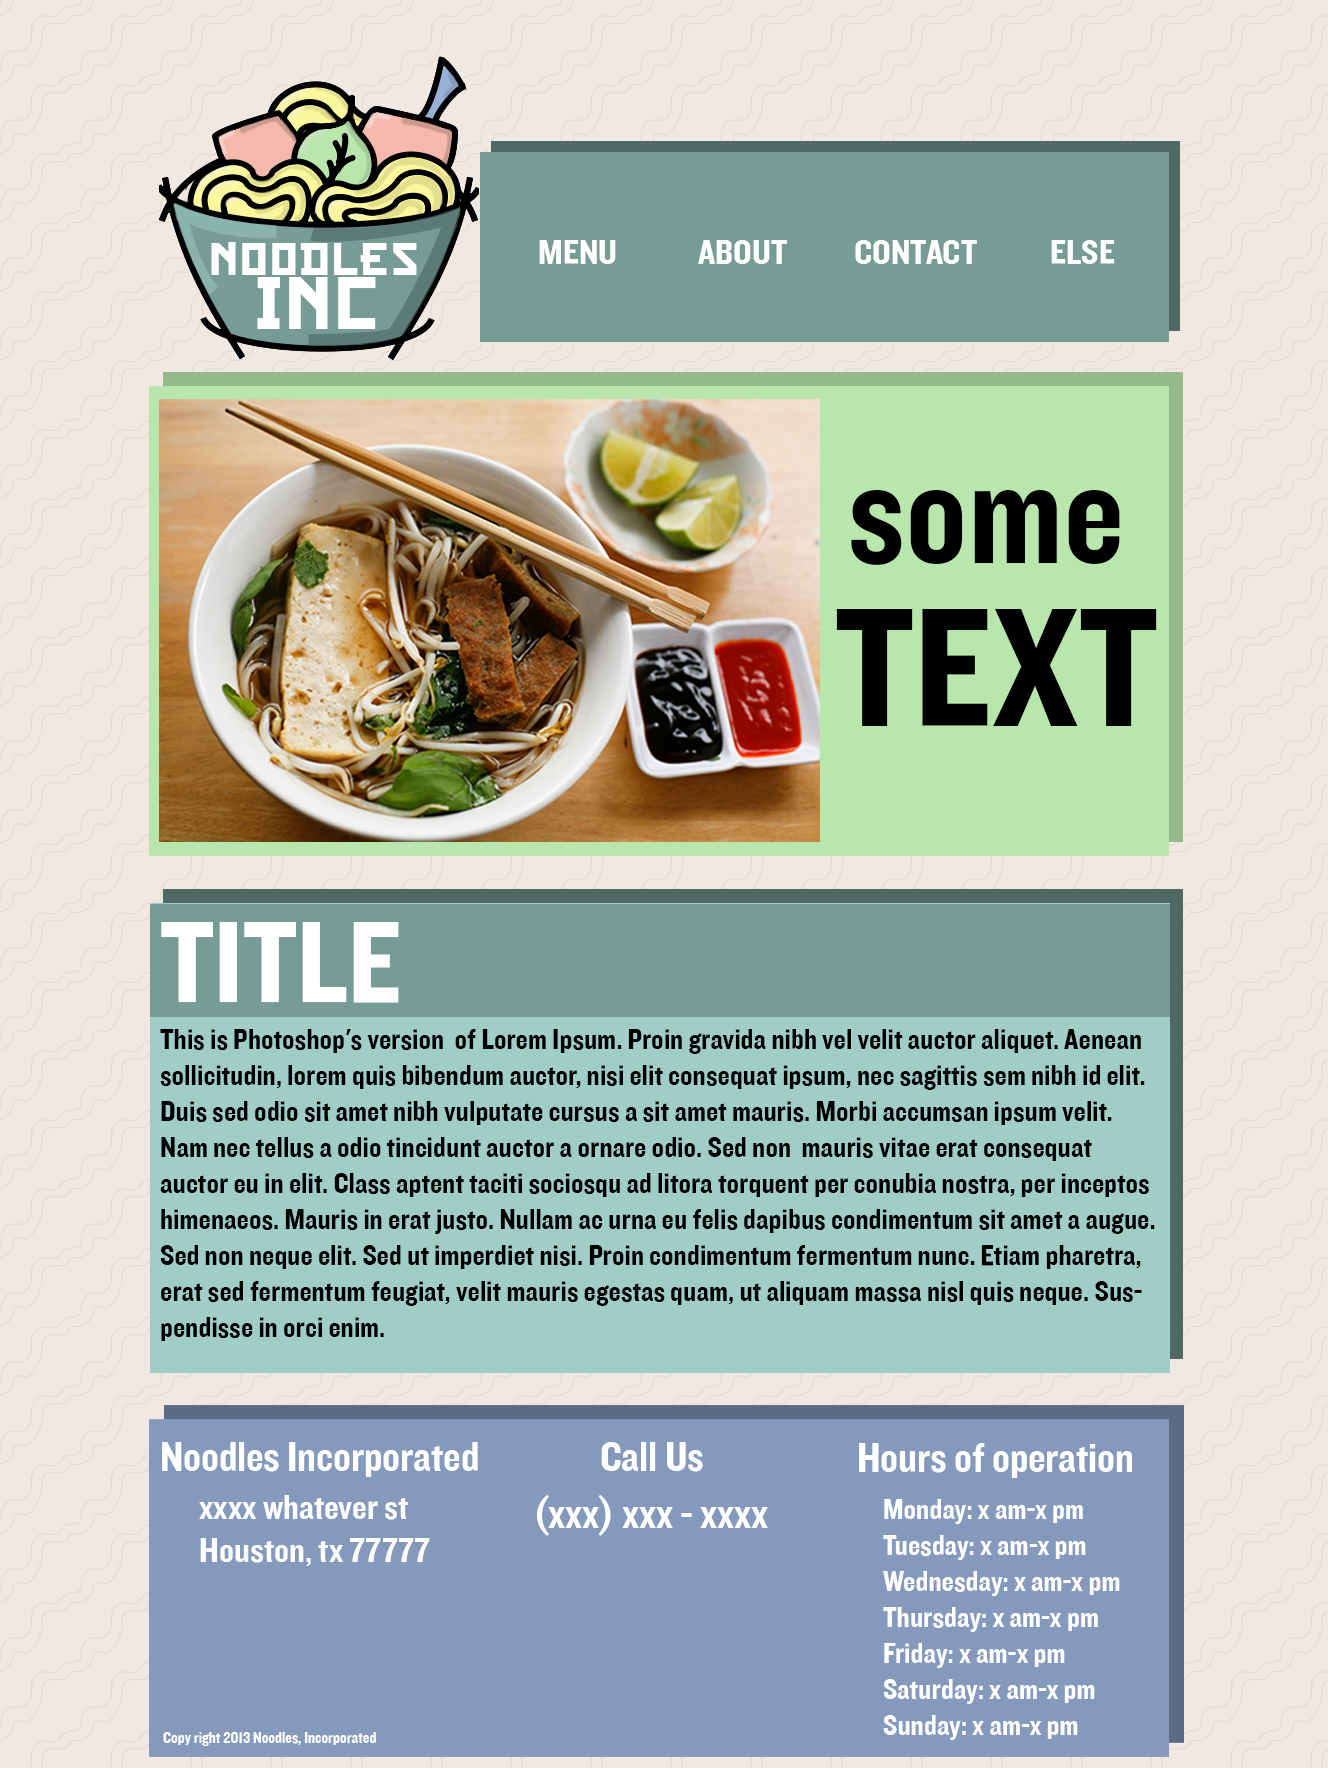 NOODLES
INC
MENU ABOUT CONTACT ELSE
some
TEXT
TITLE
This is Photoshop's version  of Lorem Ipsum. Proin gravida nibh vel velit auctor aliquet. Aenean
sollicitudin, lorem quis bibendum auctor, nisi elit consequat ipsum, nec sagittis sem nibh id elit.
Duis sed odio sit amet nibh vulputate cursus a sit amet mauris. Morbi accumsan ipsum velit.
Nam nec tellus a odio tincidunt auctor a ornare odio. Sed non  mauris vitae erat consequat
auctor eu in elit. Class aptent taciti sociosqu ad litora torquent per conubia nostra, per inceptos
himenaeos. Mauris in erat justo. Nullam ac urna eu felis dapibus condimentum sit amet a augue.
Sed non neque elit. Sed ut imperdiet nisi. Proin condimentum fermentum nunc. Etiam pharetra,
erat sed fermentum feugiat, velit mauris egestas quam, ut aliquam massa nisl quis neque. Sus-
pendisse in orci enim.
Noodles Incorporated
xxxx whatever st
Houston, tx 77777
Call Us
(xxx) xxx - xxxx
Hours of operation
Monday: x am-x pm
Tuesday: x am-x pm
Wednesday: x am-x pm
Thursday: x am-x pm
Friday: x am-x pm
Saturday: x am-x pm
Sunday: x am-x pm
Copy right 2013 Noodles, Incorporated